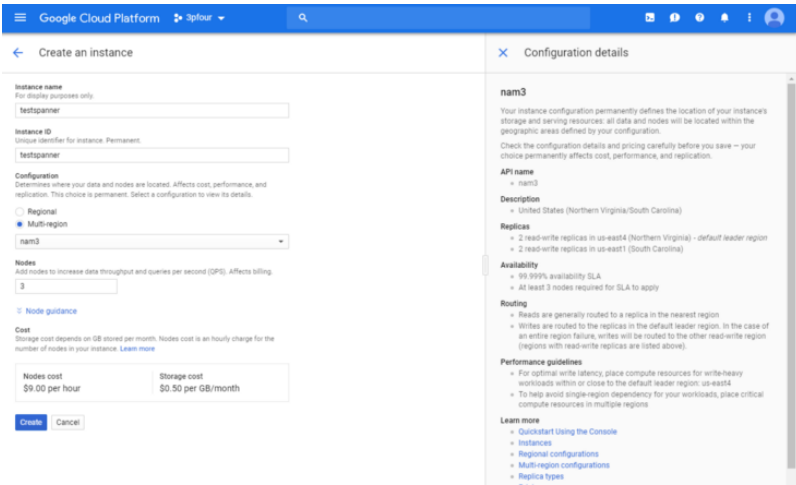 Google Cloud Platform
3pfour
Create an instance
Instance name
For display purposes only.
testspanner
Instance ID
Unique identifier for instance. Permanent.
testspanner
Configuration
Determines where your data and nodes are located. Affects cost, performance, and
replication. This choice is permanent. Select a configuration to view its details.
Regional
Multi-region
nam3
Nodes
Add nodes to increase data throughput and queries per second (QPS). Affects billing.
3
Node guidance
Cost
Storage cost depends on GB stored per month. Nodes cost is an hourly charge for the
number of nodes in your instance. Learn more
Nodes cost
$9.00 per hour
Storage cost
$0.50 per GB/month
Create
Cancel
Configuration details
nam3
Your instance configuration permanently defines the location of your instance's
storage and serving resources: all data and nodes will be located within the
geographic areas defined by your configuration.
Check the configuration details and pricing carefully before you save — your
choice permanently affects cost, performance, and replication.
API name
nam3
Description
United States (Northern Virginia/South Carolina)
Replicas
2 read-write replicas in us-east4 (Northern Virginia) - default leader region
2 read-write replicas in us-east1 (South Carolina)
Availability
99.999% availability SLA
At least 3 nodes required for SLA to apply
Routing
Reads are generally routed to a replica in the nearest region
Writes are routed to the replicas in the default leader region. In the case of
an entire region failure, writes will be routed to the other read-write region
(regions with read-write replicas are listed above).
Performance guidelines
For optimal write latency, place compute resources for write-heavy
workloads within or close to the default leader region: us-east4
To help avoid single-region dependency for your workloads, place critical
compute resources in multiple regions
Learn more
Quickstart Using the Console
Instances
Regional configurations
Multi-region configurations
Replica types